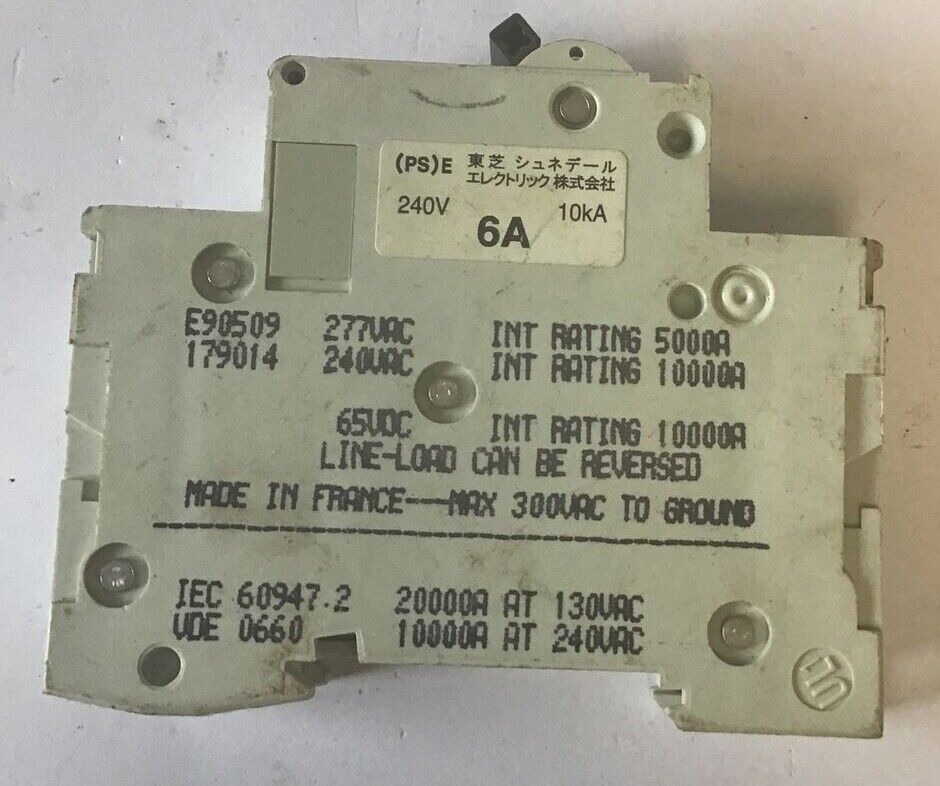 (PS)E 東芝 シュネデール
エレクトリック 株式会社
240V 6A 10kA
E90509 277VAC INT RATING 5000A
179014 240VAC INT RATING 10000A
65VDC INT RATING 10000A
LINE-LOAD CAN BE REVERSED
MADE IN FRANCE---MAX 300VAC TO GROUND
IEC 60947.2 20000A AT 130VAC
VDE 0660 10000A AT 240VAC